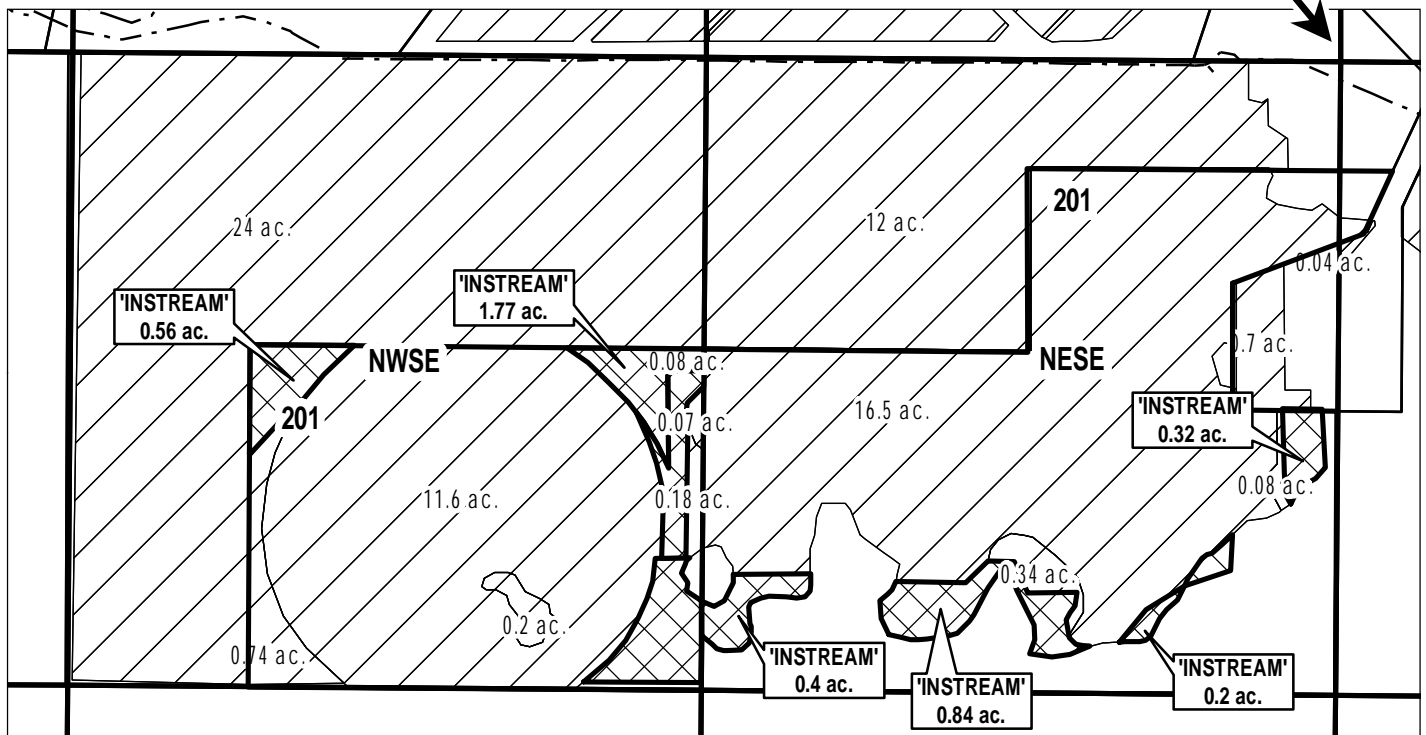 201
24 ac.
12 ac.
0.04 ac.
'INSTREAM'
1.77 ac.
'INSTREAM'
0.56 ac.
NWSE
0.08 ac.
NESE
0.7 ac.
201
0.07 ac.
16.5 ac.
'INSTREAM'
0.32 ac.
11.6 ac.
0.18 ac.
0.08 ac.
0.34 ac.
0.2 ac.
0.74 ac.
'INSTREAM'
0.4 ac.
'INSTREAM'
0.84 ac.
'INSTREAM'
0.2 ac.